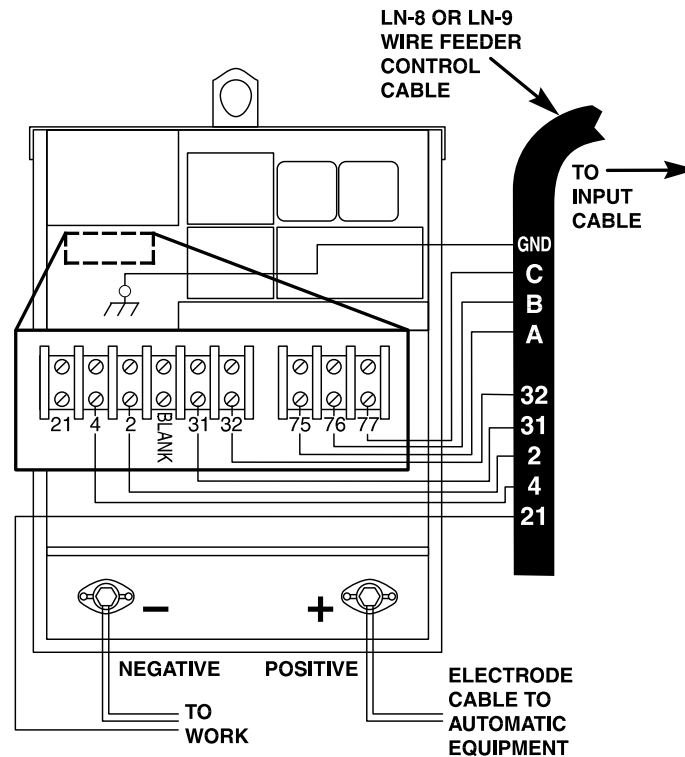 LN-8 OR LN-9
WIRE FEEDER
CONTROL
CABLE
TO
INPUT
CABLE
GND
C
B
A
32
31
2
4
21
21 4 2 BLANK 31 32 75 76 77
− +
NEGATIVE POSITIVE
TO
WORK
ELECTRODE
CABLE TO
AUTOMATIC
EQUIPMENT